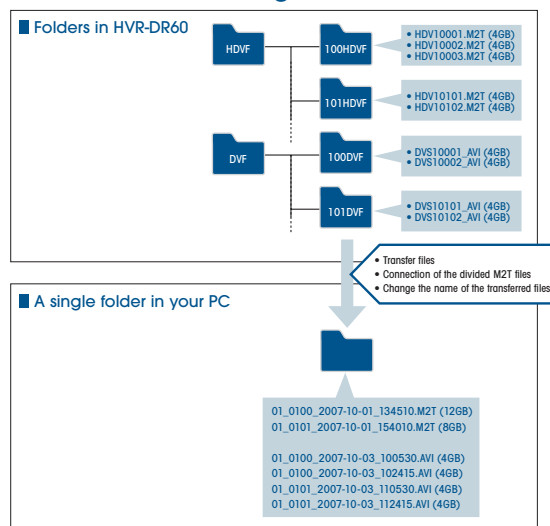 Folders in HVR-DR60
HDVF
100HDVF
• HDV10001.M2T (4GB)
• HDV10002.M2T (4GB)
• HDV10003.M2T (4GB)
101HDVF
• HDV10101.M2T (4GB)
• HDV10102.M2T (4GB)
DVF
100DVF
• DVS10001_AVI (4GB)
• DVS10002_AVI (4GB)
101DVF
• DVS10101_AVI (4GB)
• DVS10102_AVI (4GB)
• Transfer files
• Connection of the divided M2T files
• Change the name of the transferred files
A single folder in your PC
01_0100_2007-10-01_134510.M2T (12GB)
01_0101_2007-10-01_154010.M2T (8GB)
01_0100_2007-10-03_100530.AVI (4GB)
01_0100_2007-10-03_102415.AVI (4GB)
01_0101_2007-10-03_110530.AVI (4GB)
01_0101_2007-10-03_112415.AVI (4GB)